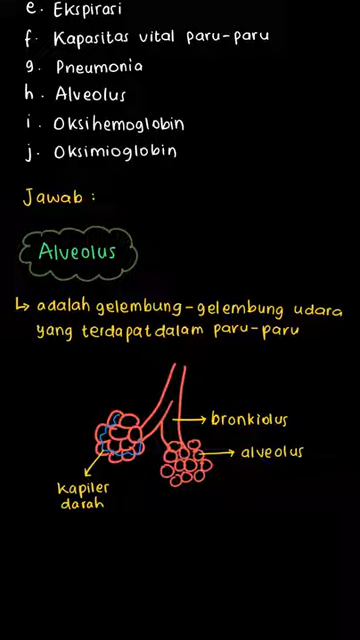 e. Ekspirasi
f. Kapasitas vital paru-paru
g. Pneumonia
h. Alveolus
i. Oksihemoglobin
j. Oksimioglobin
Jawab :
Alveolus
↳ adalah gelembung-gelembung udara
yang terdapat dalam paru-paru
bronkiolus
alveolus
kapiler
darah